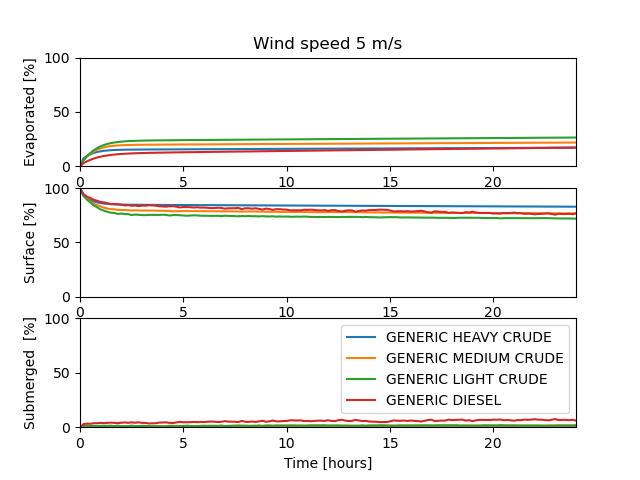 Wind speed 5 m/s
Evaporated [%]
100
50
0
0 5 10 15 20
Surface [%]
100
50
0
0 5 10 15 20
Submerged [%]
100
50
0
GENERIC HEAVY CRUDE
GENERIC MEDIUM CRUDE
GENERIC LIGHT CRUDE
GENERIC DIESEL
0 5 10 15 20
Time [hours]